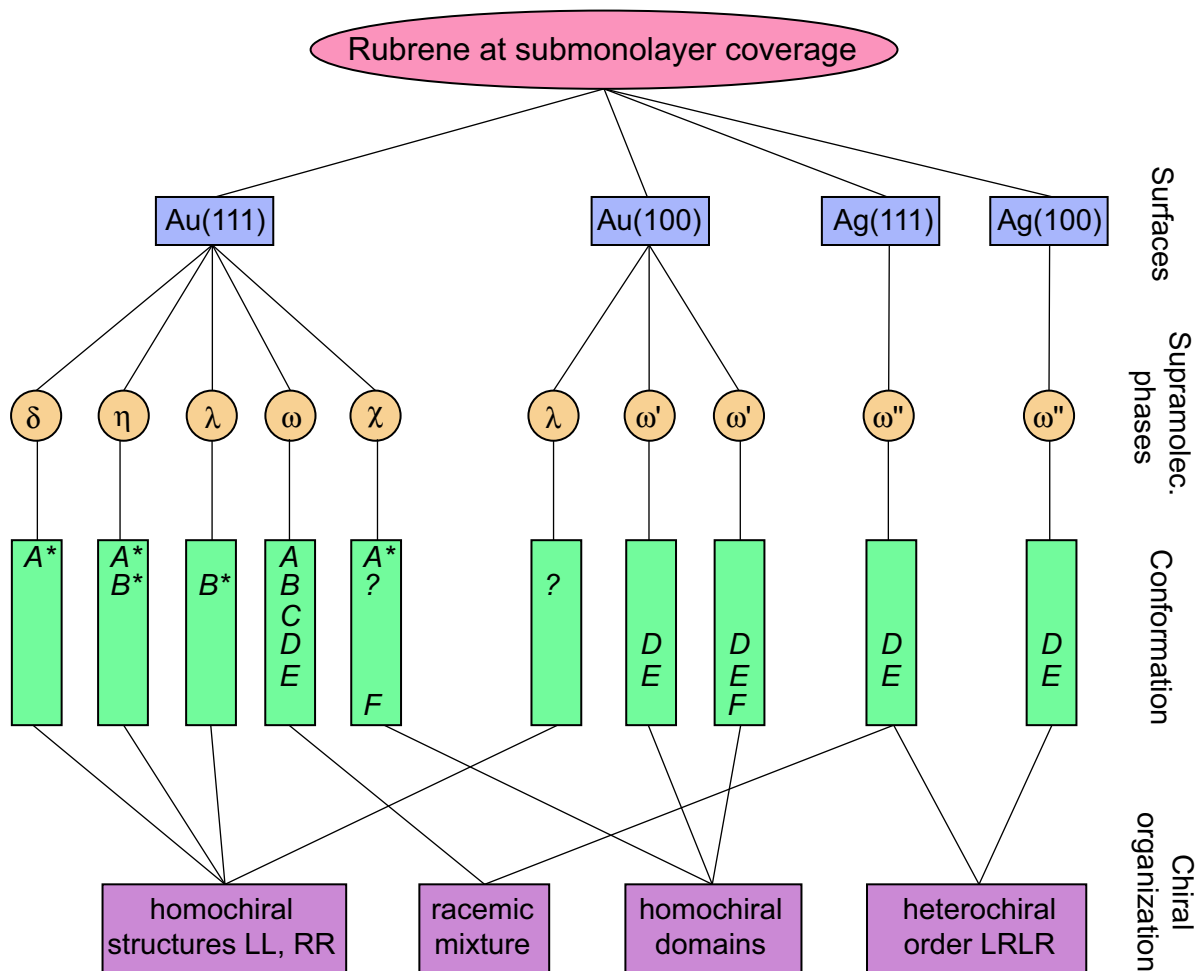 Rubrene at submonolayer coverage
Au(111)
Au(100)
Ag(111)
Ag(100)
Surfaces
δ
η
λ
ω
χ
λ
ω'
ω'
ω"
ω"
Supramolec.
phases
A*
A*
B*
B*
A
B
C
D
E
A*
?
F
?
D
E
D
E
F
D
E
D
E
Conformation
homochiral
structures LL, RR
racemic
mixture
homochiral
domains
heterochiral
order LRLR
Chiral
organization